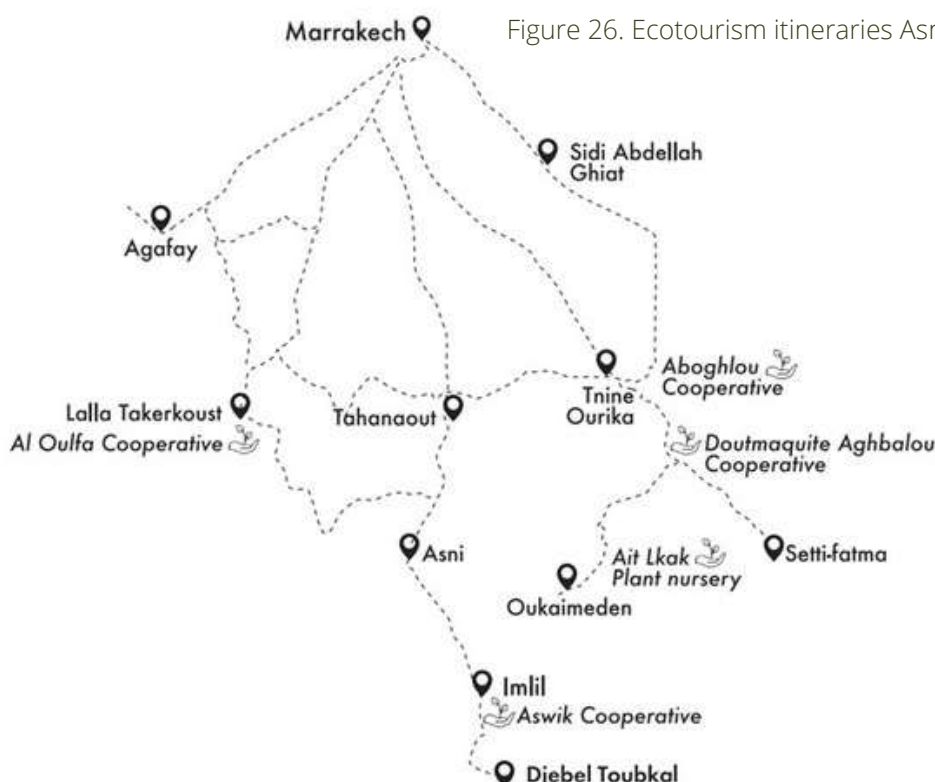 Marrakech
Figure 26. Ecotourism itineraries Asn
Sidi Abdellah
Ghiat
Agafay
Aboghlou
Cooperative
Tnine
Ourika
Lalla Takerkoust
Tahanaout
Al Oulfa Cooperative
Doutmaquite Aghbalou
Cooperative
Asni
Setti-fatma
Ait Lkak
Plant nursery
Oukaimeden
Imlil
Aswik Cooperative
Djebel Toubkal